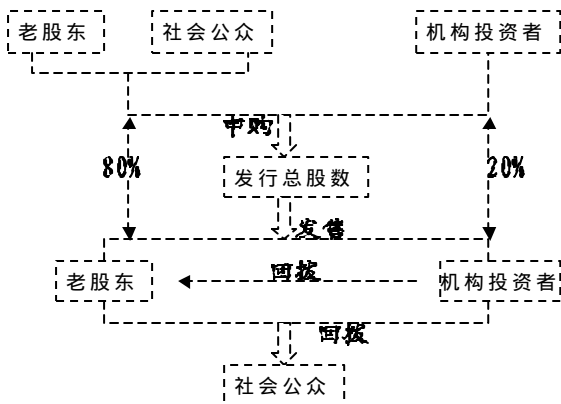 老股东
社会公众
机构投资者
申购
80%
20%
发行总股数
发售
老股东
回拨
机构投资者
回拨
社会公众